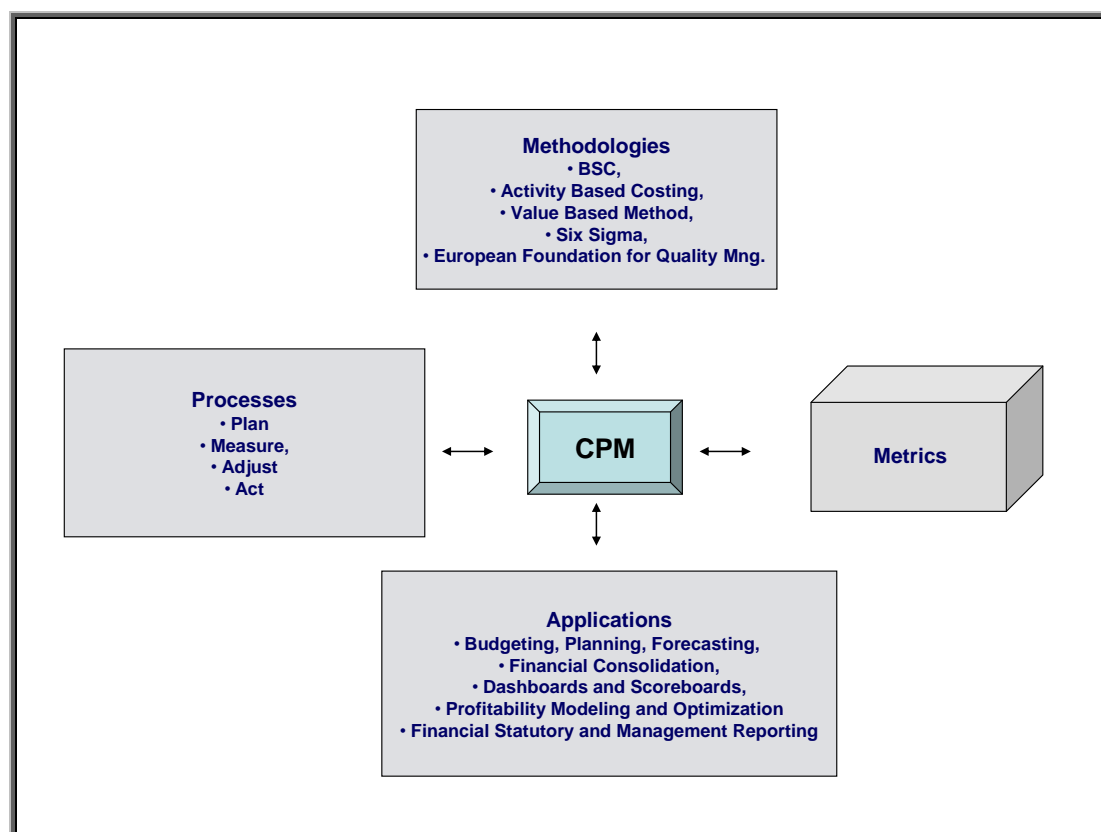 Methodologies
• BSC,
• Activity Based Costing,
• Value Based Method,
• Six Sigma,
• European Foundation for Quality Mng.
Processes
• Plan
• Measure,
• Adjust
• Act
CPM
Metrics
Applications
• Budgeting, Planning, Forecasting,
• Financial Consolidation,
• Dashboards and Scoreboards,
• Profitability Modeling and Optimization
• Financial Statutory and Management Reporting